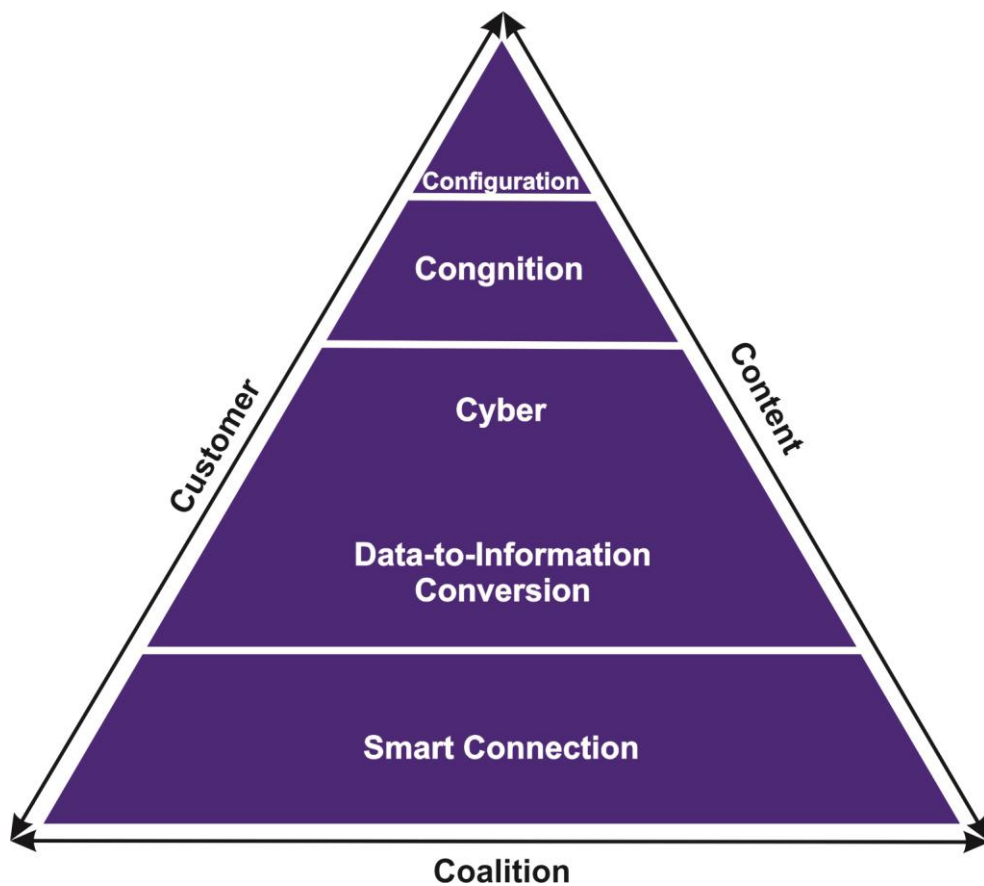 Configuration
Congnition
Customer
Content
Cyber
Data-to-Information
Conversion
Smart Connection
Coalition